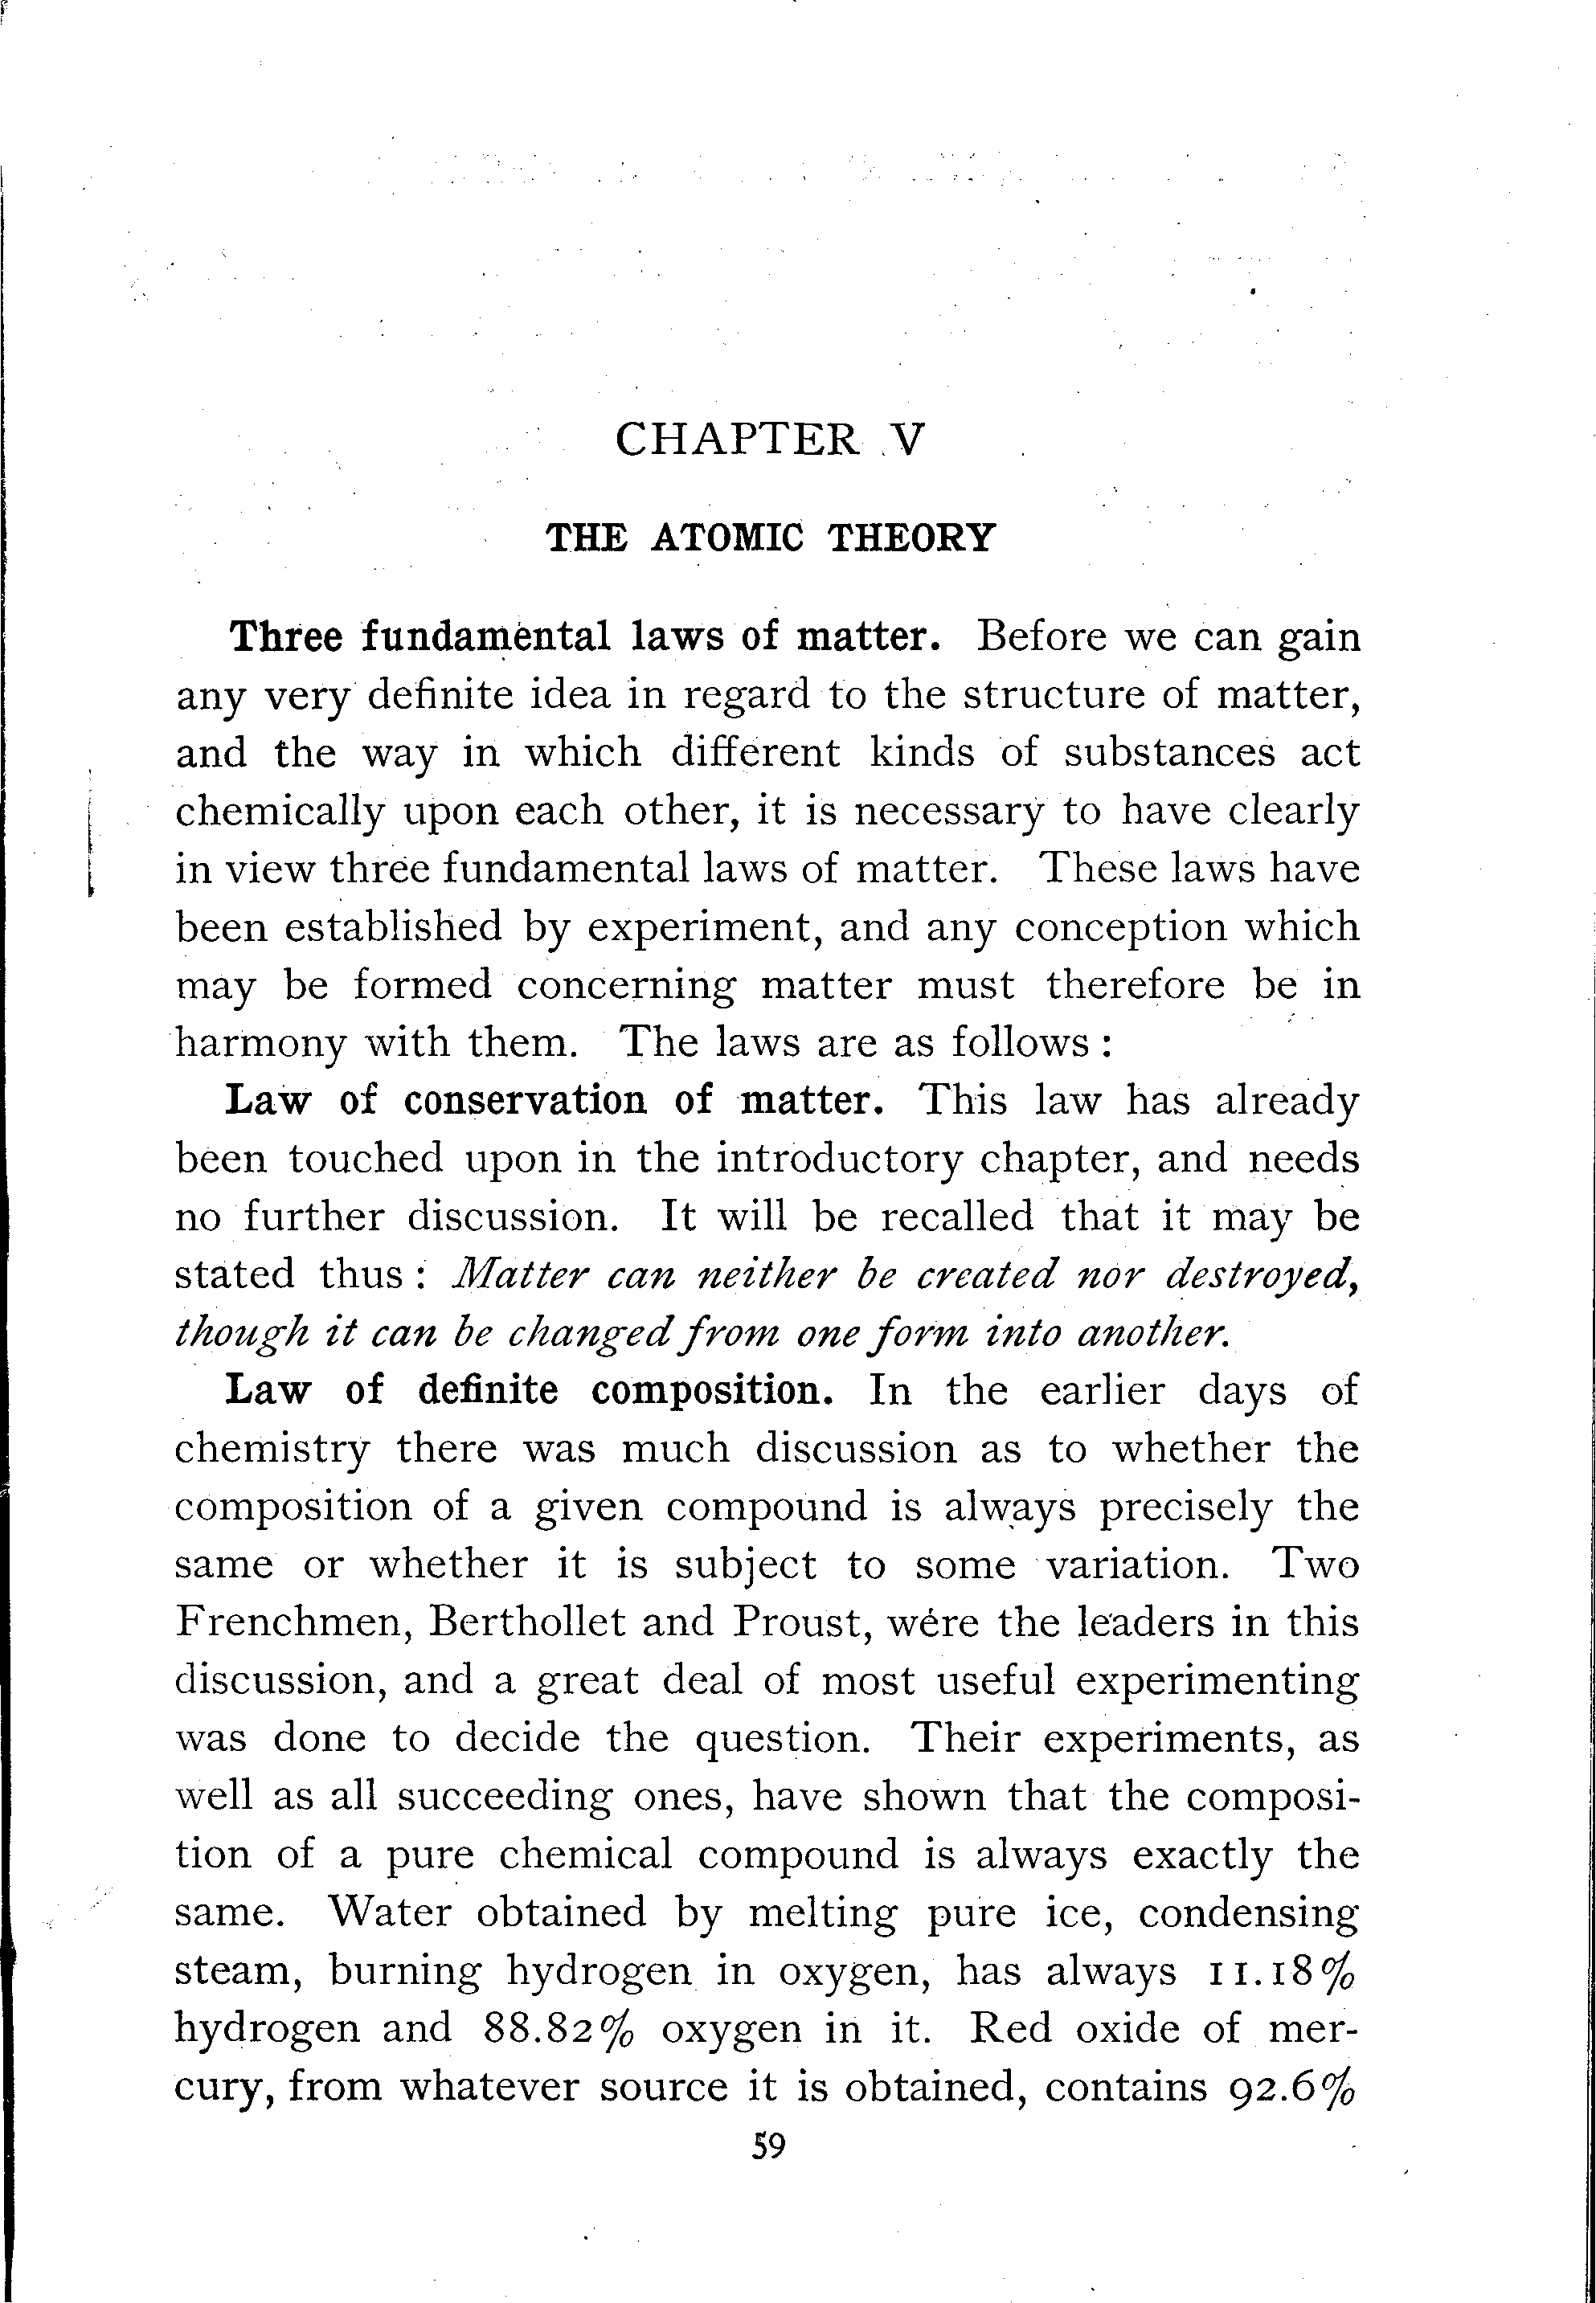 CHAPTER V
THE ATOMIC THEORY
Three fundamental laws of matter. Before we can gain
any very definite idea in regard to the structure of matter,
and the way in which different kinds of substances act
chemically upon each other, it is necessary to have clearly
in view three fundamental laws of matter. These laws have
been established by experiment, and any conception which
may be formed concerning matter must therefore be in
harmony with them. The laws are as follows :
Law of conservation of matter. This law has already
been touched upon in the introductory chapter, and needs
no further discussion. It will be recalled that it may be
stated thus : Matter can neither be created nor destroyed,
though it can be changed from one form into another.
Law of definite composition. In the earlier days of
chemistry there was much discussion as to whether the
composition of a given compound is always precisely the
same or whether it is subject to some variation. Two
Frenchmen, Berthollet and Proust, were the leaders in this
discussion, and a great deal of most useful experimenting
was done to decide the question. Their experiments, as
well as all succeeding ones, have shown that the composi-
tion of a pure chemical compound is always exactly the
same. Water obtained by melting pure ice, condensing
steam, burning hydrogen in oxygen, has always 11.18%
hydrogen and 88.82% oxygen in it. Red oxide of mer-
cury, from whatever source it is obtained, contains 92.6%
59